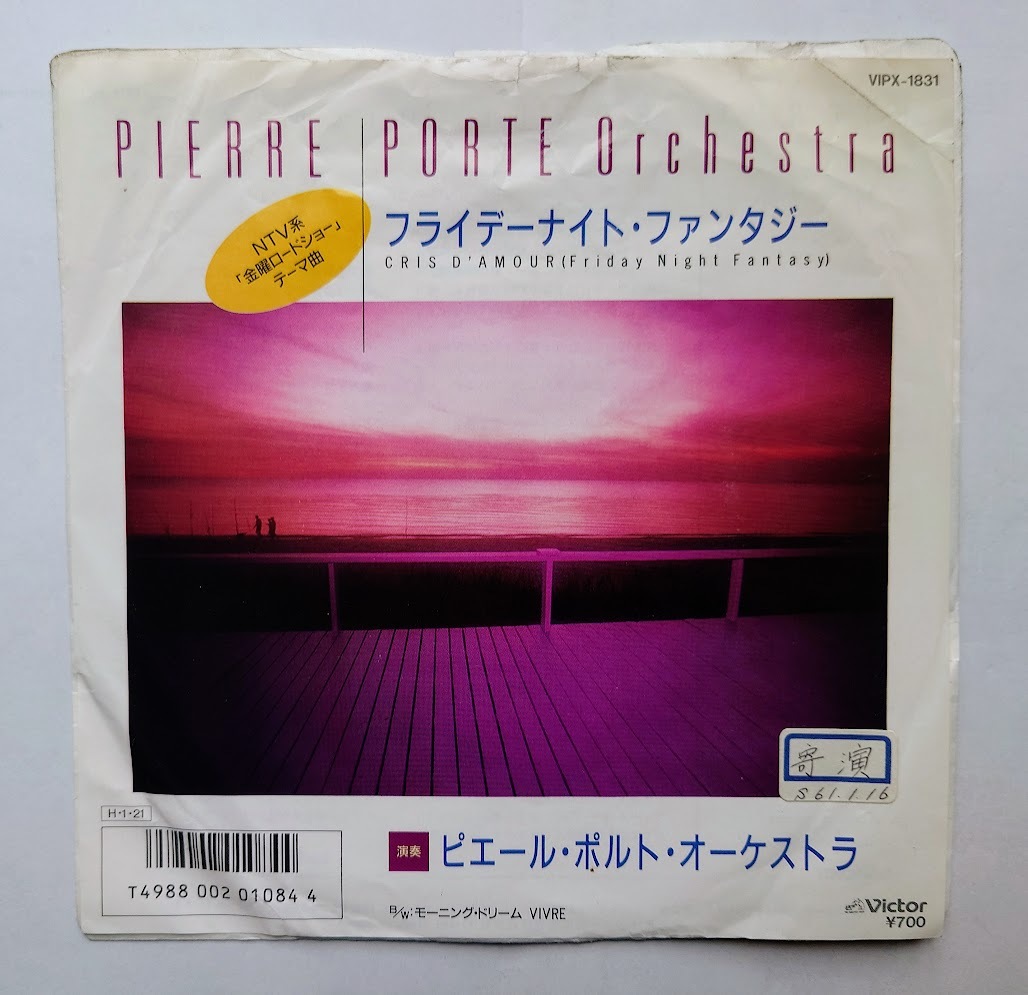 VIPX-1831
PIERRE PORTE Orchestra
NTV系
「金曜ロードショー」
テーマ曲
フライデーナイト・ファンタジー
CRIS D'AMOUR(Friday Night Fantasy)
寄演
S61.1.16
H・1・21
T4988 002 01084 4
演奏 ピエール・ポルト・オーケストラ
B/W:モーニング・ドリーム VIVRE
Victor
¥700